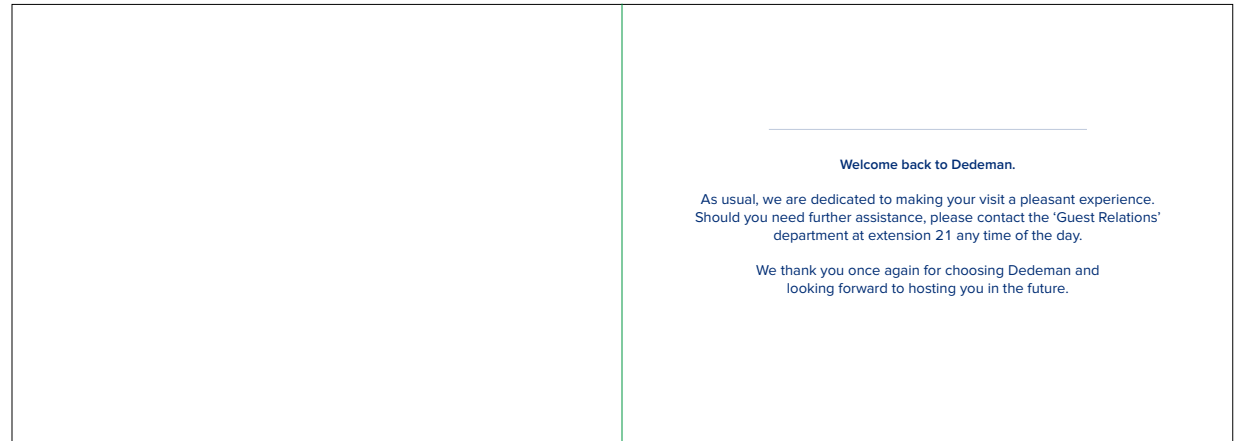 Welcome back to Dedeman.
As usual, we are dedicated to making your visit a pleasant experience.
Should you need further assistance, please contact the ‘Guest Relations’
department at extension 21 any time of the day.
We thank you once again for choosing Dedeman and
looking forward to hosting you in the future.